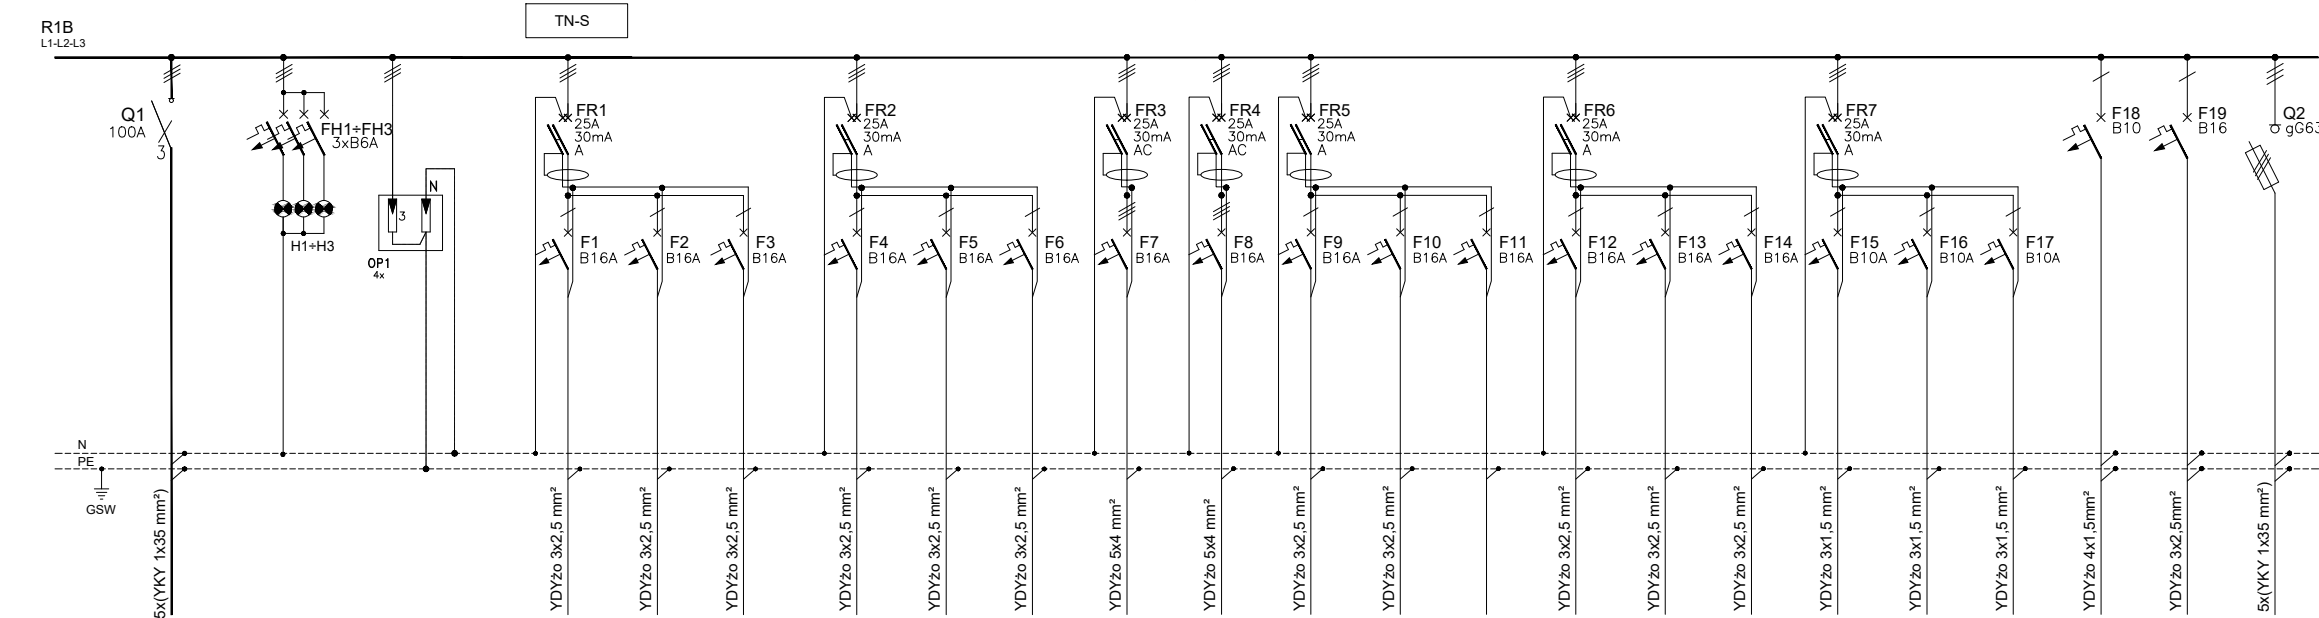 TN-S
R1B
L1-L2-L3
Q1
100A
3
FH1÷FH3
3xB6A
H1÷H3
N
3
OP1
4x
FR1
25A
30mA
A
FR2
25A
30mA
A
FR3
25A
30mA
AC
FR4
25A
30mA
AC
FR5
25A
30mA
A
FR6
25A
30mA
A
FR7
25A
30mA
A
F18
B10
F19
B16
Q2
gG63
F1
B16A
F2
B16A
F3
B16A
F4
B16A
F5
B16A
F6
B16A
F7
B16A
F8
B16A
F9
B16A
F10
B16A
F11
B16A
F12
B16A
F13
B16A
F14
B16A
F15
B10A
F16
B10A
F17
B10A
N
PE
GSW
5x(YKY 1x35 mm²)
YDYżo 3x2,5 mm²
YDYżo 3x2,5 mm²
YDYżo 3x2,5 mm²
YDYżo 3x2,5 mm²
YDYżo 3x2,5 mm²
YDYżo 3x2,5 mm²
YDYżo 5x4 mm²
YDYżo 5x4 mm²
YDYżo 3x2,5 mm²
YDYżo 3x2,5 mm²
YDYżo 3x2,5 mm²
YDYżo 3x2,5 mm²
YDYżo 3x2,5 mm²
YDYżo 3x1,5 mm²
YDYżo 3x1,5 mm²
YDYżo 3x1,5 mm²
YDYżo 4x1,5mm²
YDYżo 3x2,5mm²
5x(YKY 1x35 mm²)